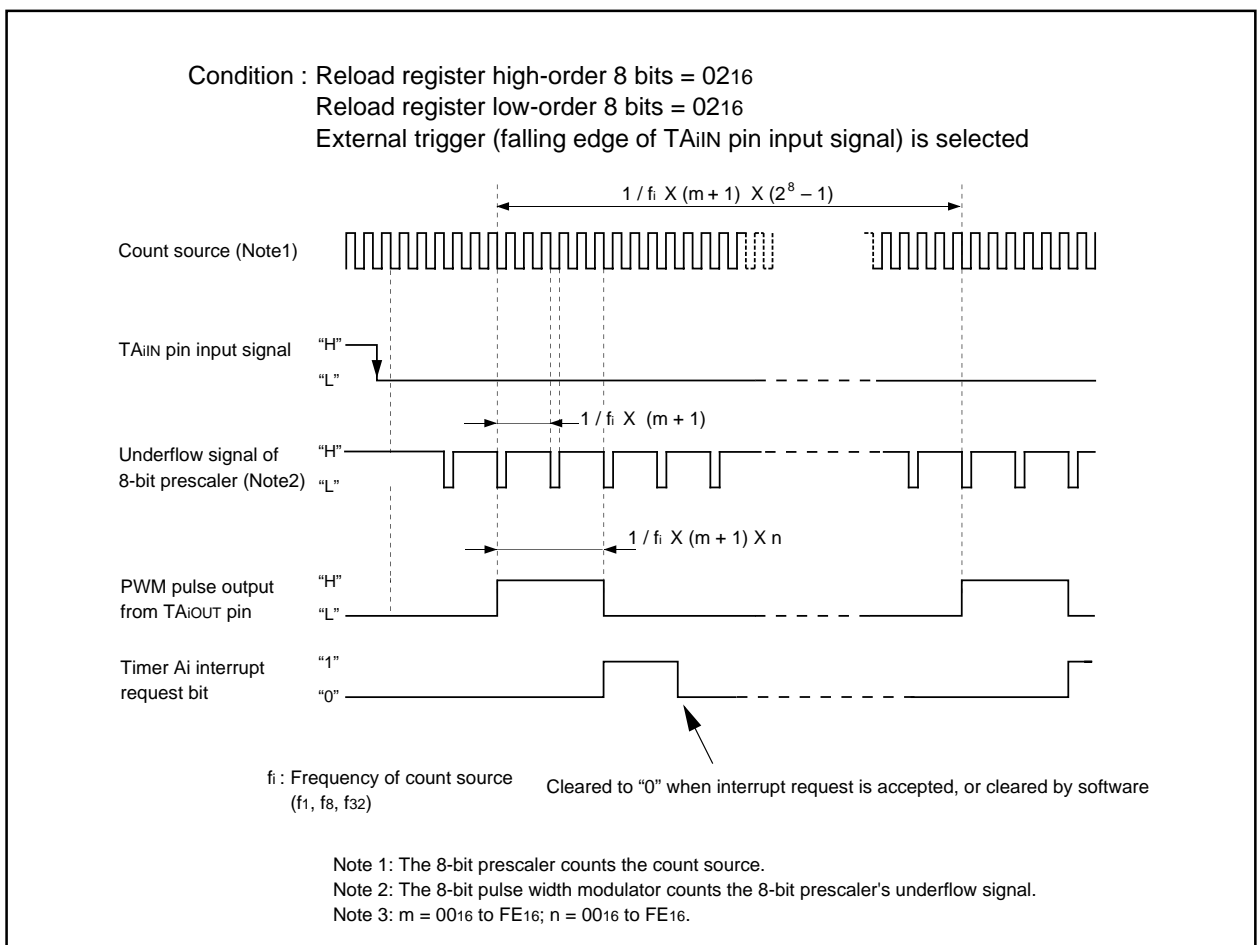 Condition : Reload register high-order 8 bits = 0216
Reload register low-order 8 bits = 0216
External trigger (falling edge of TAiIN pin input signal) is selected
1 / fi X (m + 1) X (2^8 – 1)
Count source (Note1)
TAiIN pin input signal
“H”
“L”
1 / fi X (m + 1)
Underflow signal of
8-bit prescaler (Note2)
“H”
“L”
1 / fi X (m + 1) X n
PWM pulse output
from TAiOUT pin
“H”
“L”
Timer Ai interrupt
request bit
“1”
“0”
fi : Frequency of count source
(f1, f8, f32)
Cleared to “0” when interrupt request is accepted, or cleared by software
Note 1: The 8-bit prescaler counts the count source.
Note 2: The 8-bit pulse width modulator counts the 8-bit prescaler's underflow signal.
Note 3: m = 0016 to FE16; n = 0016 to FE16.